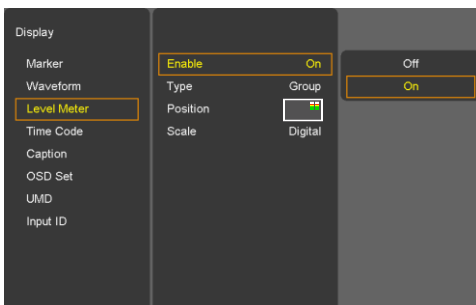 Display
Marker
Waveform
Level Meter
Time Code
Caption
OSD Set
UMD
Input ID
Enable On
Type Group
Position
Scale Digital
Off
On